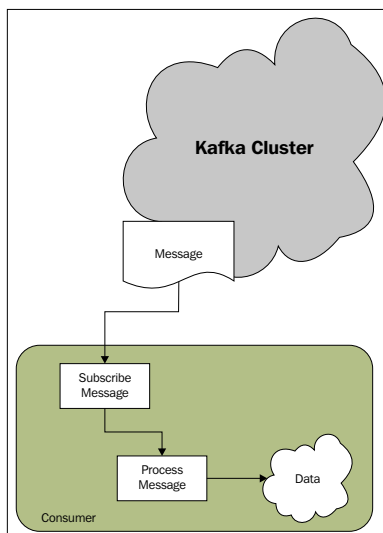 Kafka Cluster
Message
Subscribe
Message
Process
Message
Data
Consumer